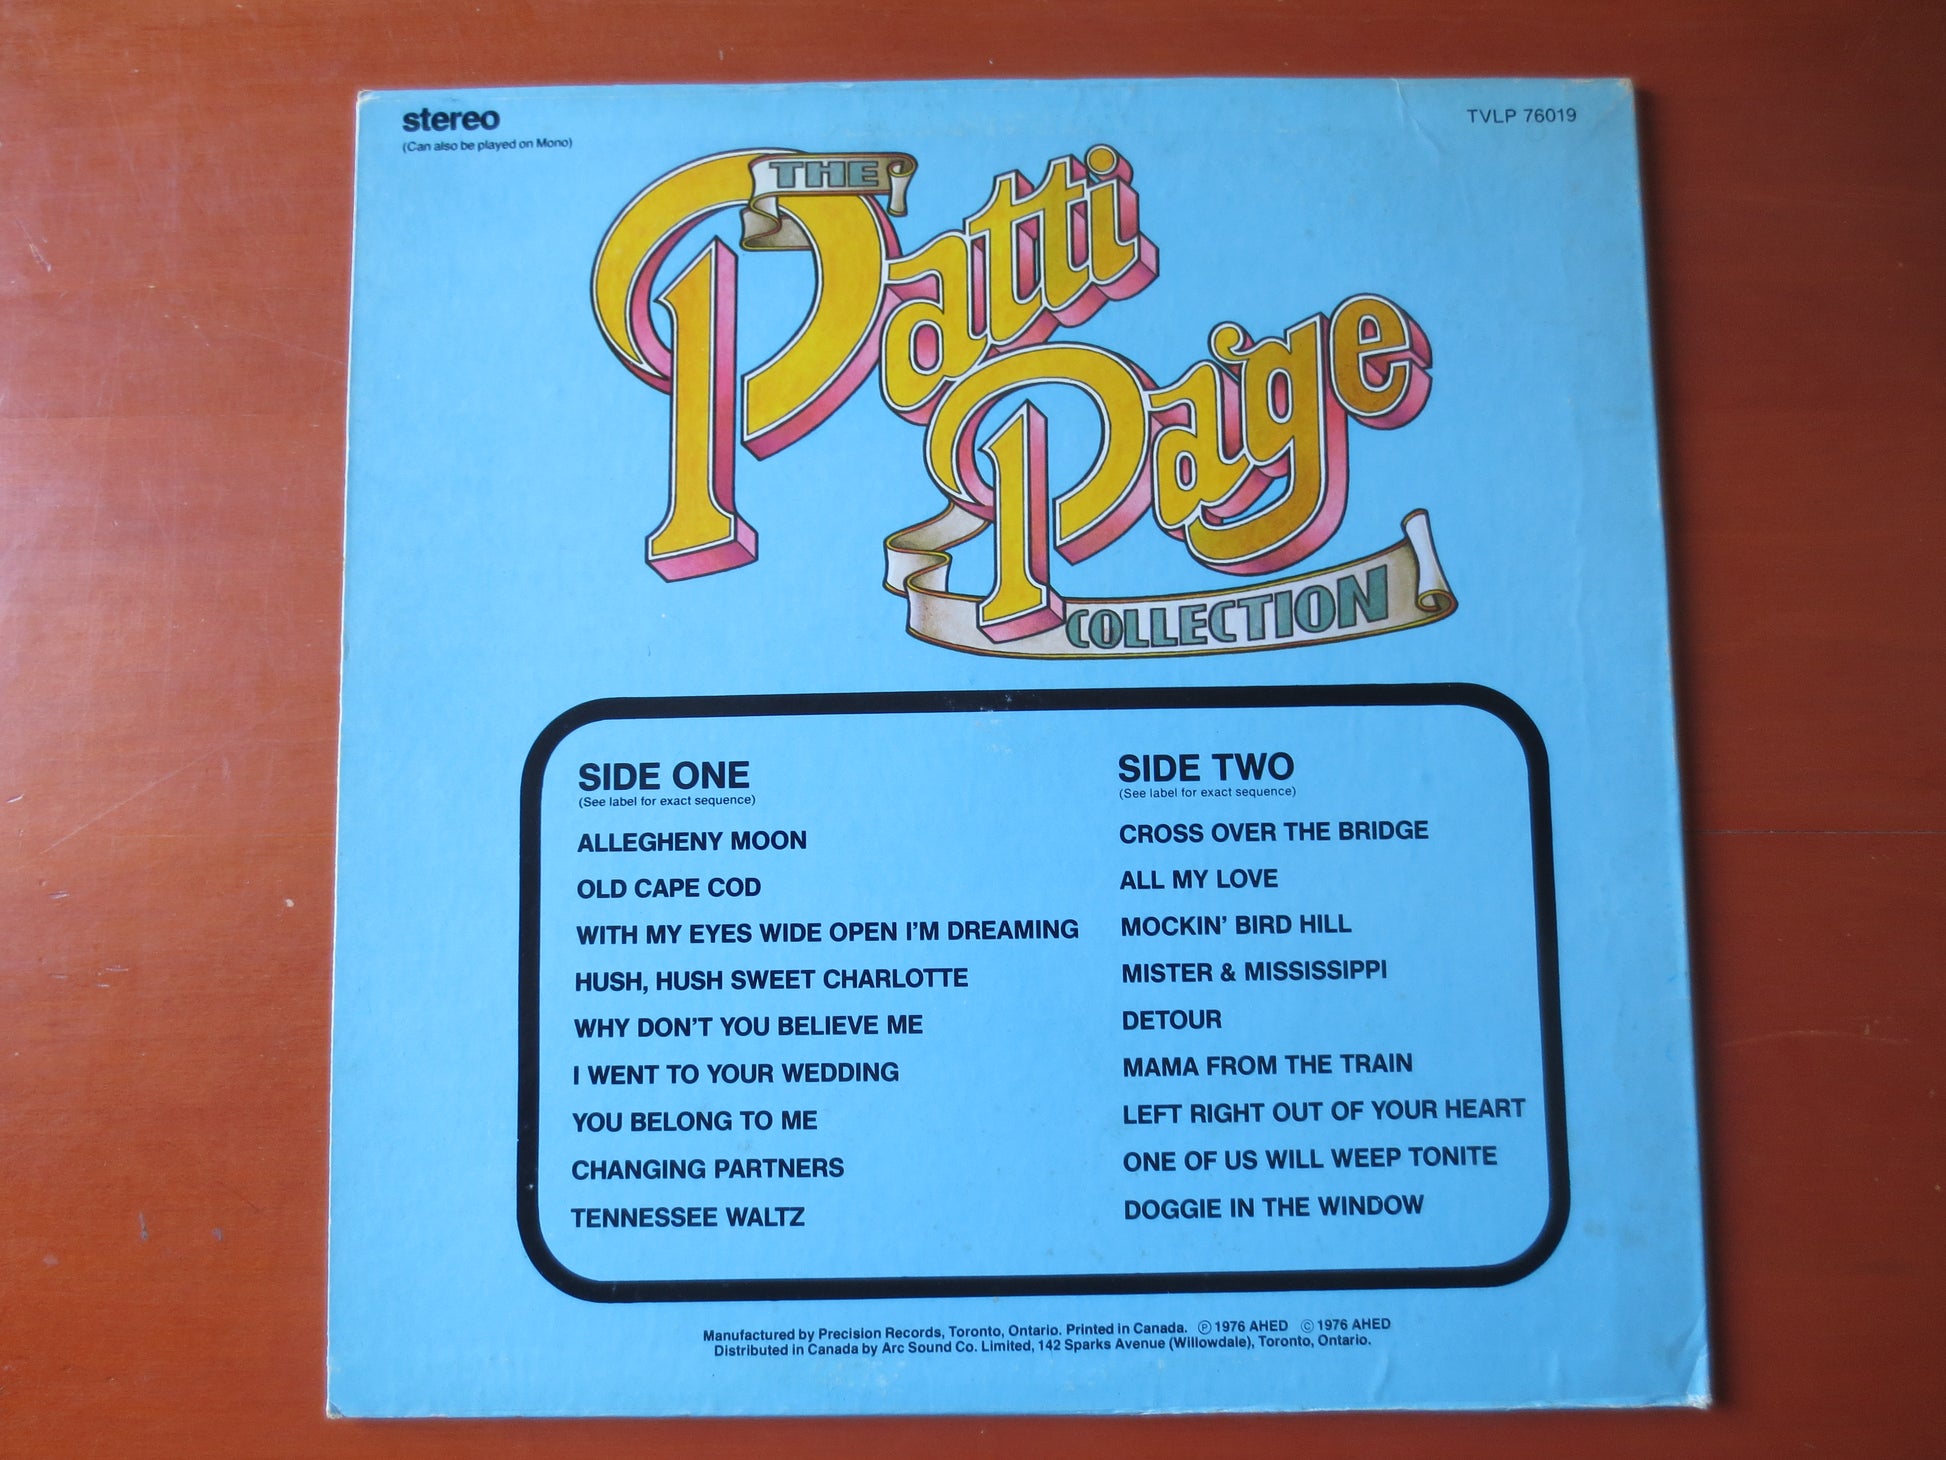 stereo
(Can also be played on Mono)
TVLP 76019
THE
Patti
Page
COLLECTION
SIDE ONE
(See label for exact sequence)
ALLEGHENY MOON
OLD CAPE COD
WITH MY EYES WIDE OPEN I'M DREAMING
HUSH, HUSH SWEET CHARLOTTE
WHY DON'T YOU BELIEVE ME
I WENT TO YOUR WEDDING
YOU BELONG TO ME
CHANGING PARTNERS
TENNESSEE WALTZ
SIDE TWO
(See label for exact sequence)
CROSS OVER THE BRIDGE
ALL MY LOVE
MOCKIN' BIRD HILL
MISTER & MISSISSIPPI
DETOUR
MAMA FROM THE TRAIN
LEFT RIGHT OUT OF YOUR HEART
ONE OF US WILL WEEP TONITE
DOGGIE IN THE WINDOW
Manufactured by Precision Records, Toronto, Ontario. Printed in Canada. ℗ 1976 AHED © 1976 AHED
Distributed in Canada by Arc Sound Co. Limited, 142 Sparks Avenue (Willowdale), Toronto, Ontario.